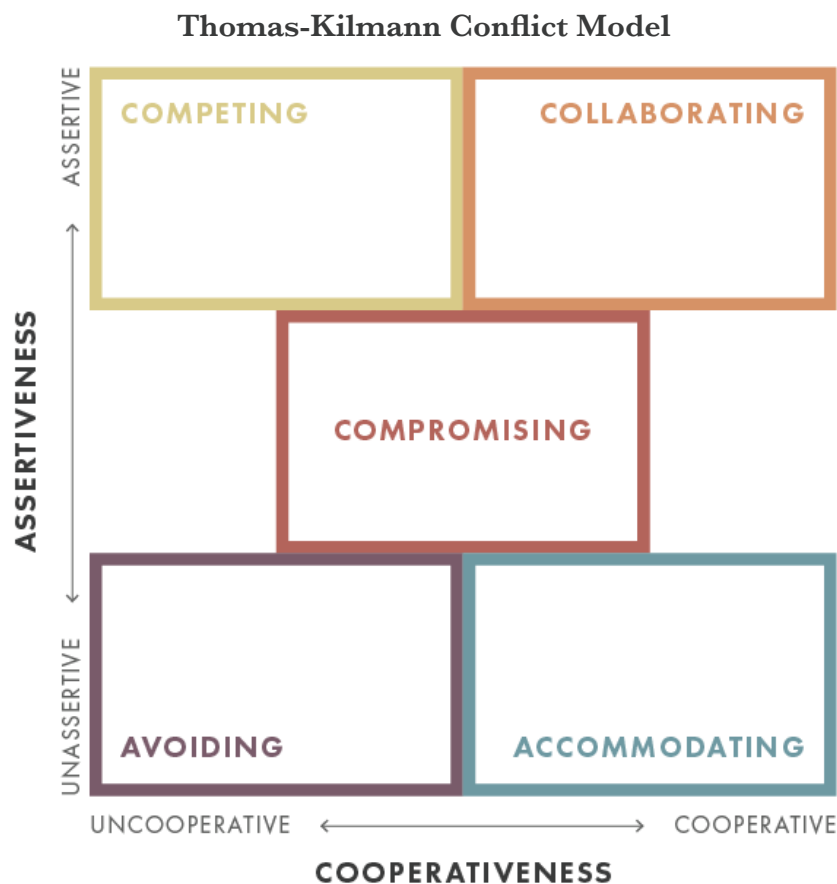 Thomas-Kilmann Conflict Model
ASSERTIVE
COMPETING
COLLABORATING
ASSERTIVENESS
COMPROMISING
UNASSERTIVE
AVOIDING
ACCOMMODATING
UNCOOPERATIVE
COOPERATIVE
COOPERATIVENESS